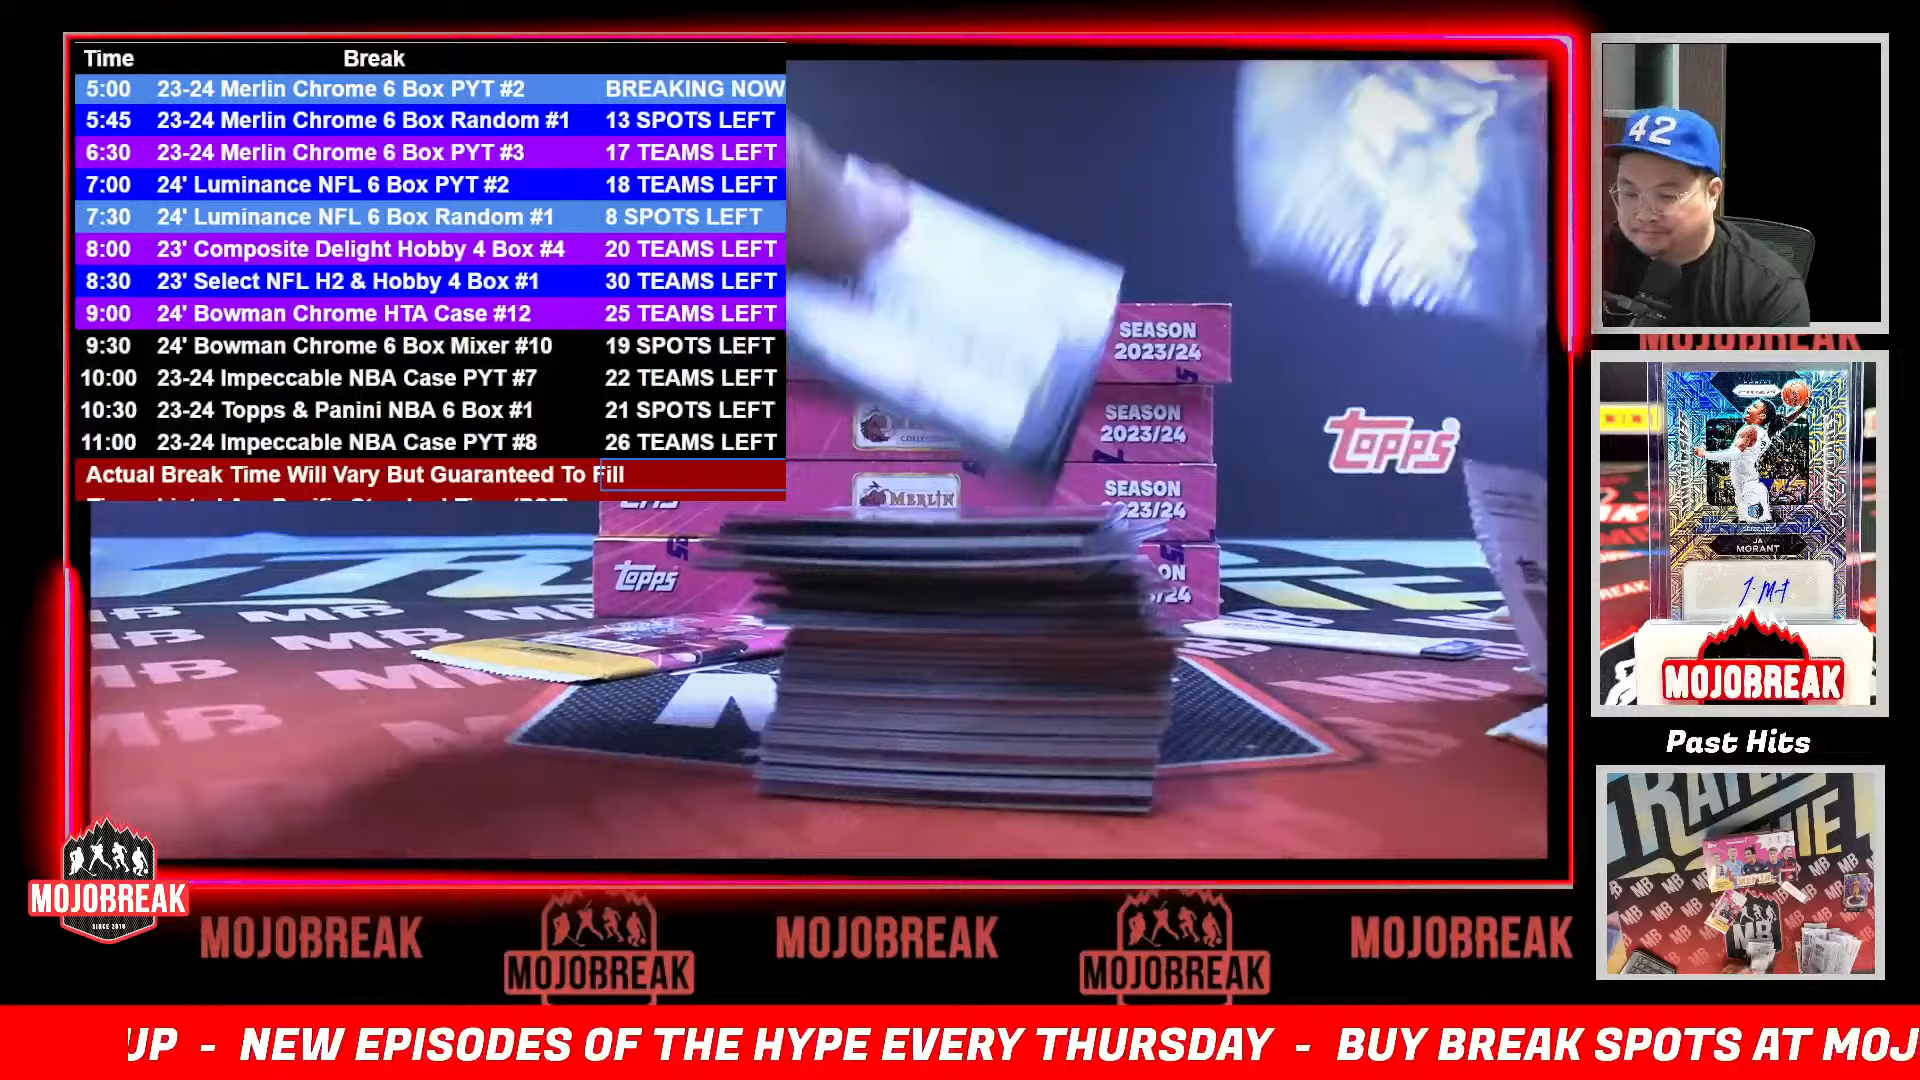 Time Break
5:00 23-24 Merlin Chrome 6 Box PYT #2 BREAKING NOW
5:45 23-24 Merlin Chrome 6 Box Random #1 13 SPOTS LEFT
6:30 23-24 Merlin Chrome 6 Box PYT #3 17 TEAMS LEFT
7:00 24' Luminance NFL 6 Box PYT #2 18 TEAMS LEFT
7:30 24' Luminance NFL 6 Box Random #1 8 SPOTS LEFT
8:00 23' Composite Delight Hobby 4 Box #4 20 TEAMS LEFT
8:30 23' Select NFL H2 & Hobby 4 Box #1 30 TEAMS LEFT
9:00 24' Bowman Chrome HTA Case #12 25 TEAMS LEFT
9:30 24' Bowman Chrome 6 Box Mixer #10 19 SPOTS LEFT
10:00 23-24 Impeccable NBA Case PYT #7 22 TEAMS LEFT
10:30 23-24 Topps & Panini NBA 6 Box #1 21 SPOTS LEFT
11:00 23-24 Impeccable NBA Case PYT #8 26 TEAMS LEFT
Actual Break Time Will Vary But Guaranteed To Fill
42
SEASON
2023/24
SEASON
2023/24
MERLIN
SEASON
23/24
TOPPS
TOPPS
JA
MORANT
MOJOBREAK
Past Hits
MOJOBREAK
SINCE 2010
MOJOBREAK
MOJOBREAK
MOJOBREAK
MOJOBREAK
MOJOBREAK
UP - NEW EPISODES OF THE HYPE EVERY THURSDAY - BUY BREAK SPOTS AT MOJ